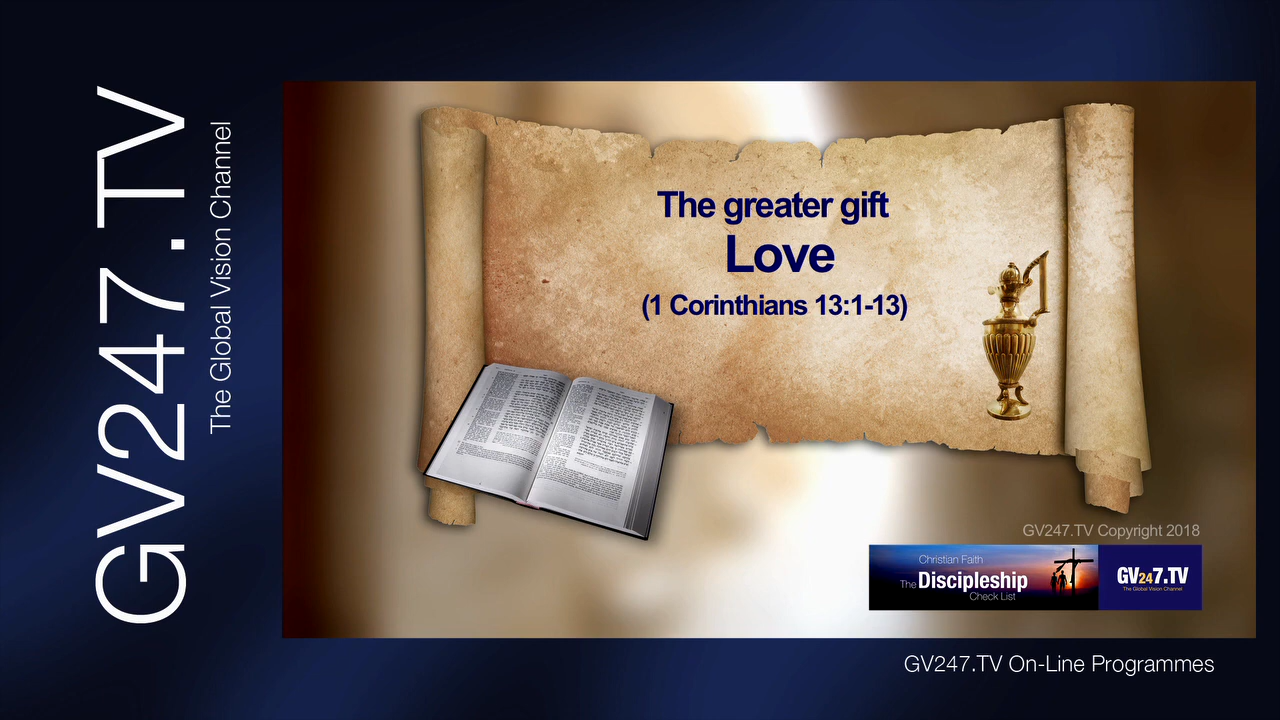 GV247.TV
The Global Vision Channel
The greater gift
Love
(1 Corinthians 13:1-13)
GV247.TV Copyright 2018
Christian Faith
The Discipleship
Check List
GV247.TV
The Global Vision Channel
GV247.TV On-Line Programmes